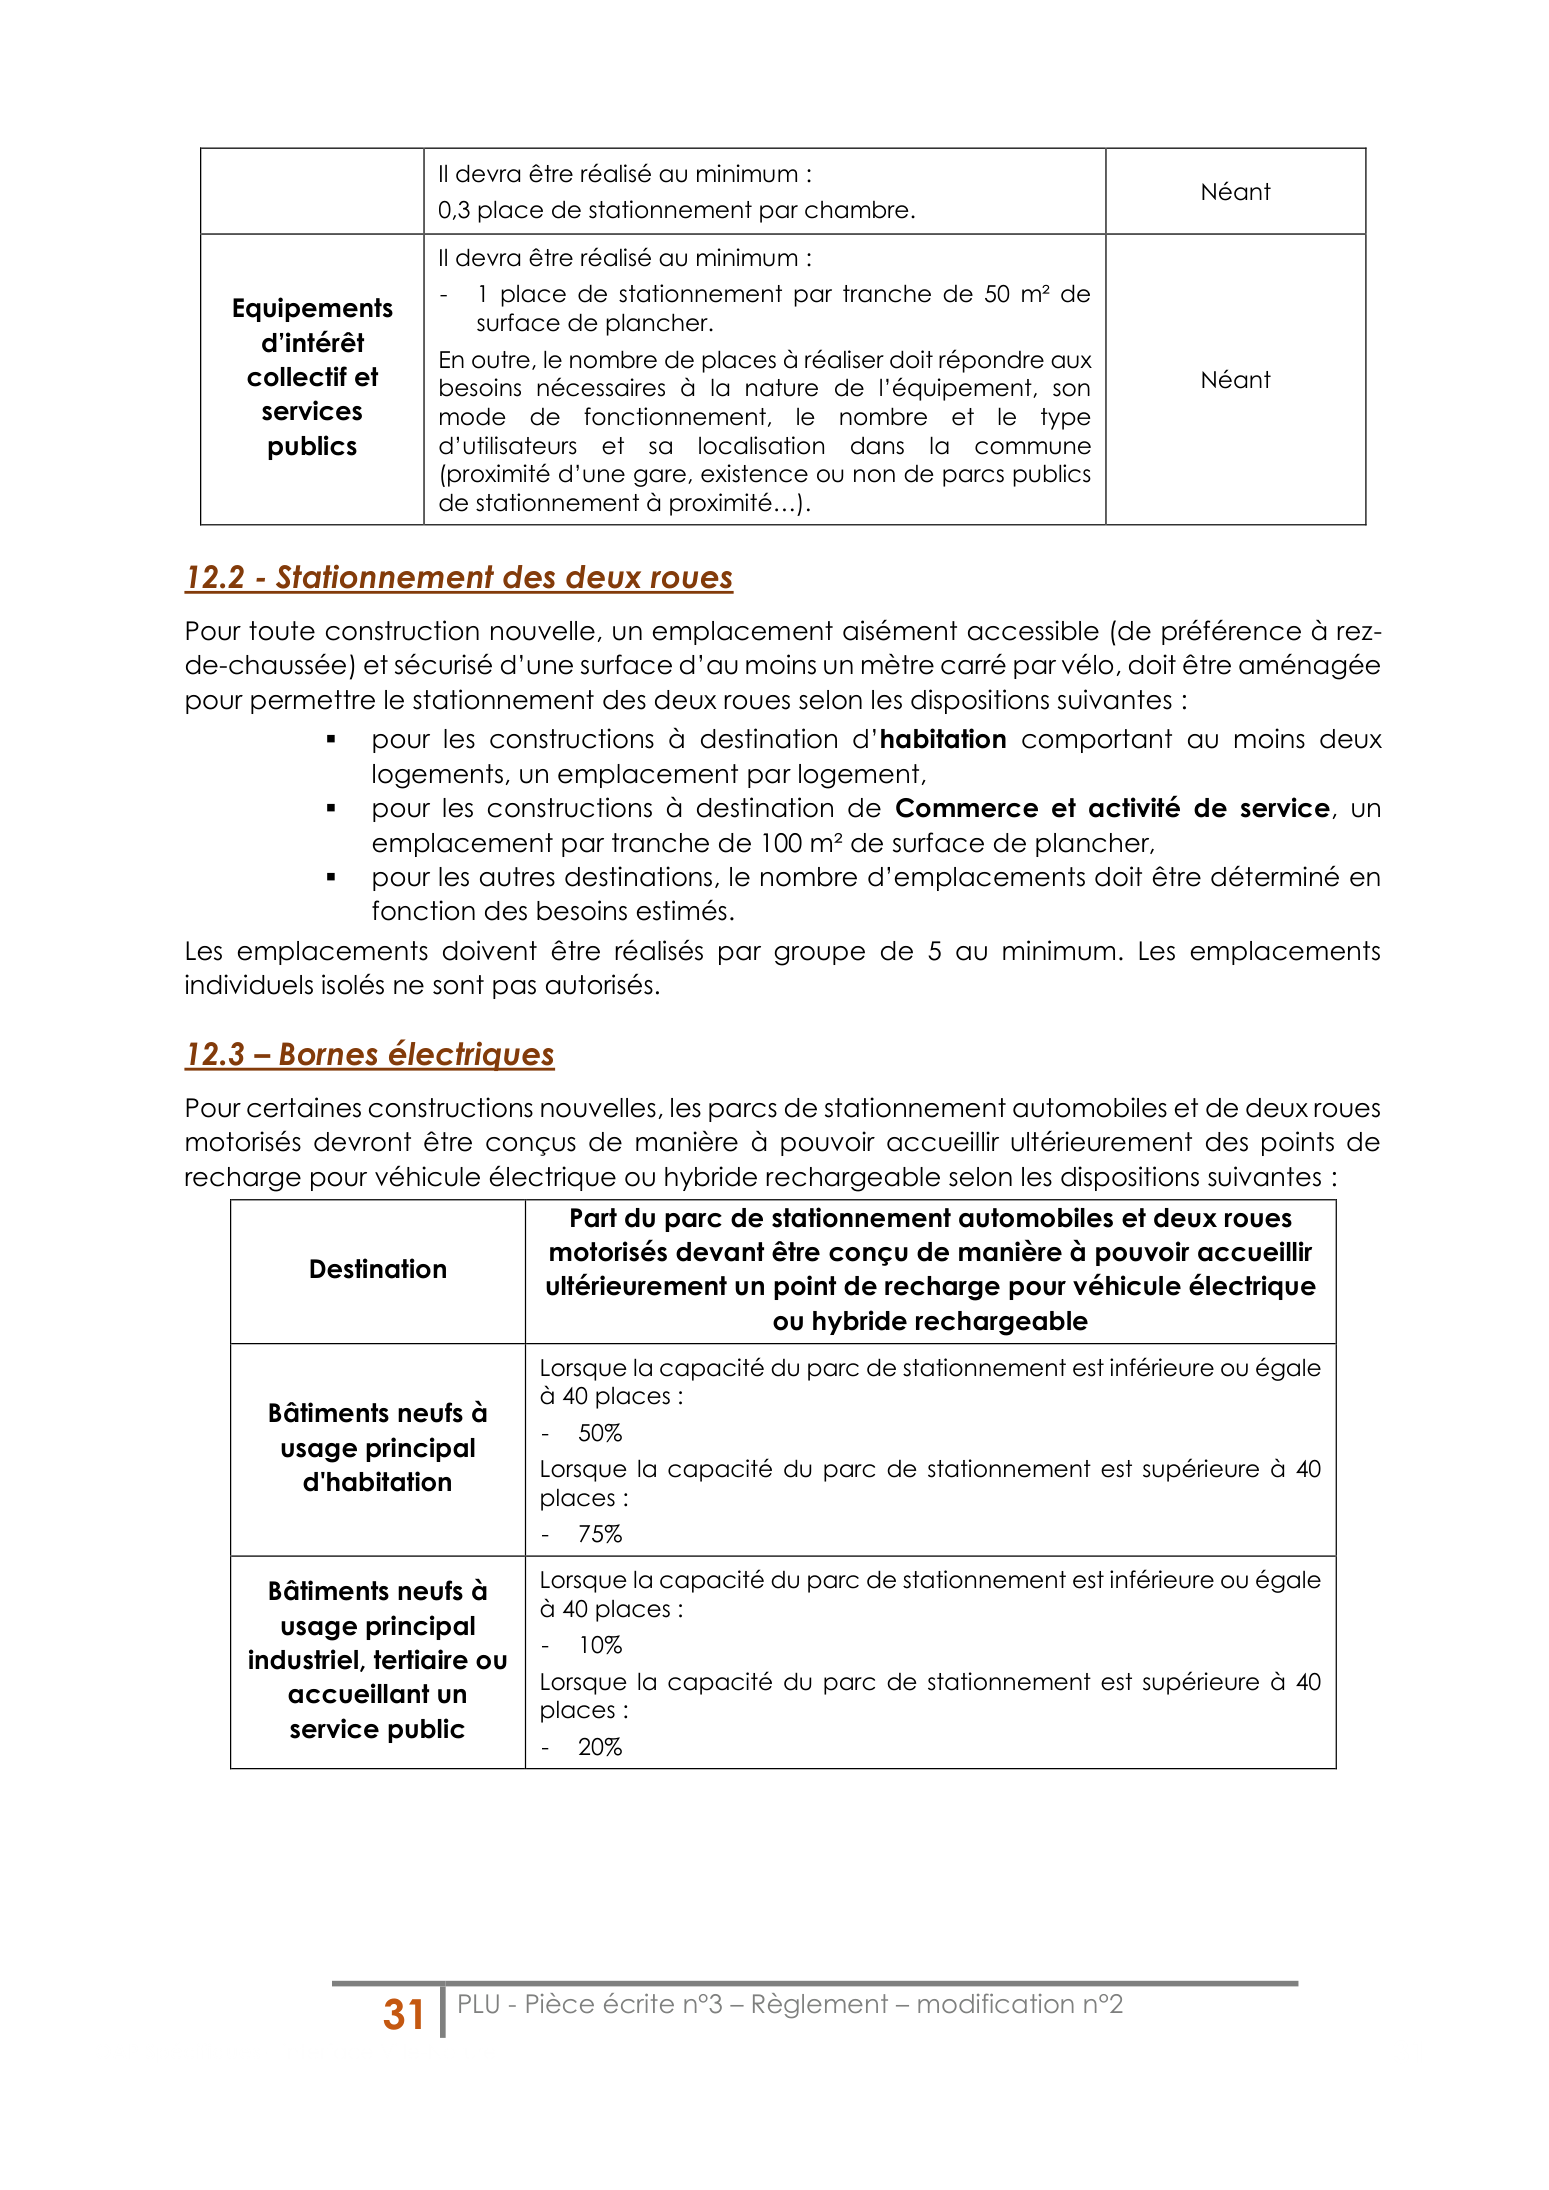 Il devra être réalisé au minimum :
0,3 place de stationnement par chambre.
Néant
Equipements
d’intérêt
collectif et
services
publics
Il devra être réalisé au minimum :
- 1 place de stationnement par tranche de 50 m² de
surface de plancher.
En outre, le nombre de places à réaliser doit répondre aux
besoins nécessaires à la nature de l’équipement, son
mode de fonctionnement, le nombre et le type
d’utilisateurs et sa localisation dans la commune
(proximité d’une gare, existence ou non de parcs publics
de stationnement à proximité…).
Néant
12.2 - Stationnement des deux roues
Pour toute construction nouvelle, un emplacement aisément accessible (de préférence à rez-
de-chaussée) et sécurisé d’une surface d’au moins un mètre carré par vélo, doit être aménagée
pour permettre le stationnement des deux roues selon les dispositions suivantes :
▪ pour les constructions à destination d’habitation comportant au moins deux
logements, un emplacement par logement,
▪ pour les constructions à destination de Commerce et activité de service, un
emplacement par tranche de 100 m² de surface de plancher,
▪ pour les autres destinations, le nombre d’emplacements doit être déterminé en
fonction des besoins estimés.
Les emplacements doivent être réalisés par groupe de 5 au minimum. Les emplacements
individuels isolés ne sont pas autorisés.
12.3 – Bornes électriques
Pour certaines constructions nouvelles, les parcs de stationnement automobiles et de deux roues
motorisés devront être conçus de manière à pouvoir accueillir ultérieurement des points de
recharge pour véhicule électrique ou hybride rechargeable selon les dispositions suivantes :
Destination
Part du parc de stationnement automobiles et deux roues
motorisés devant être conçu de manière à pouvoir accueillir
ultérieurement un point de recharge pour véhicule électrique
ou hybride rechargeable
Bâtiments neufs à
usage principal
d'habitation
Lorsque la capacité du parc de stationnement est inférieure ou égale
à 40 places :
- 50%
Lorsque la capacité du parc de stationnement est supérieure à 40
places :
- 75%
Bâtiments neufs à
usage principal
industriel, tertiaire ou
accueillant un
service public
Lorsque la capacité du parc de stationnement est inférieure ou égale
à 40 places :
- 10%
Lorsque la capacité du parc de stationnement est supérieure à 40
places :
- 20%
31
PLU - Pièce écrite n°3 – Règlement – modification n°2